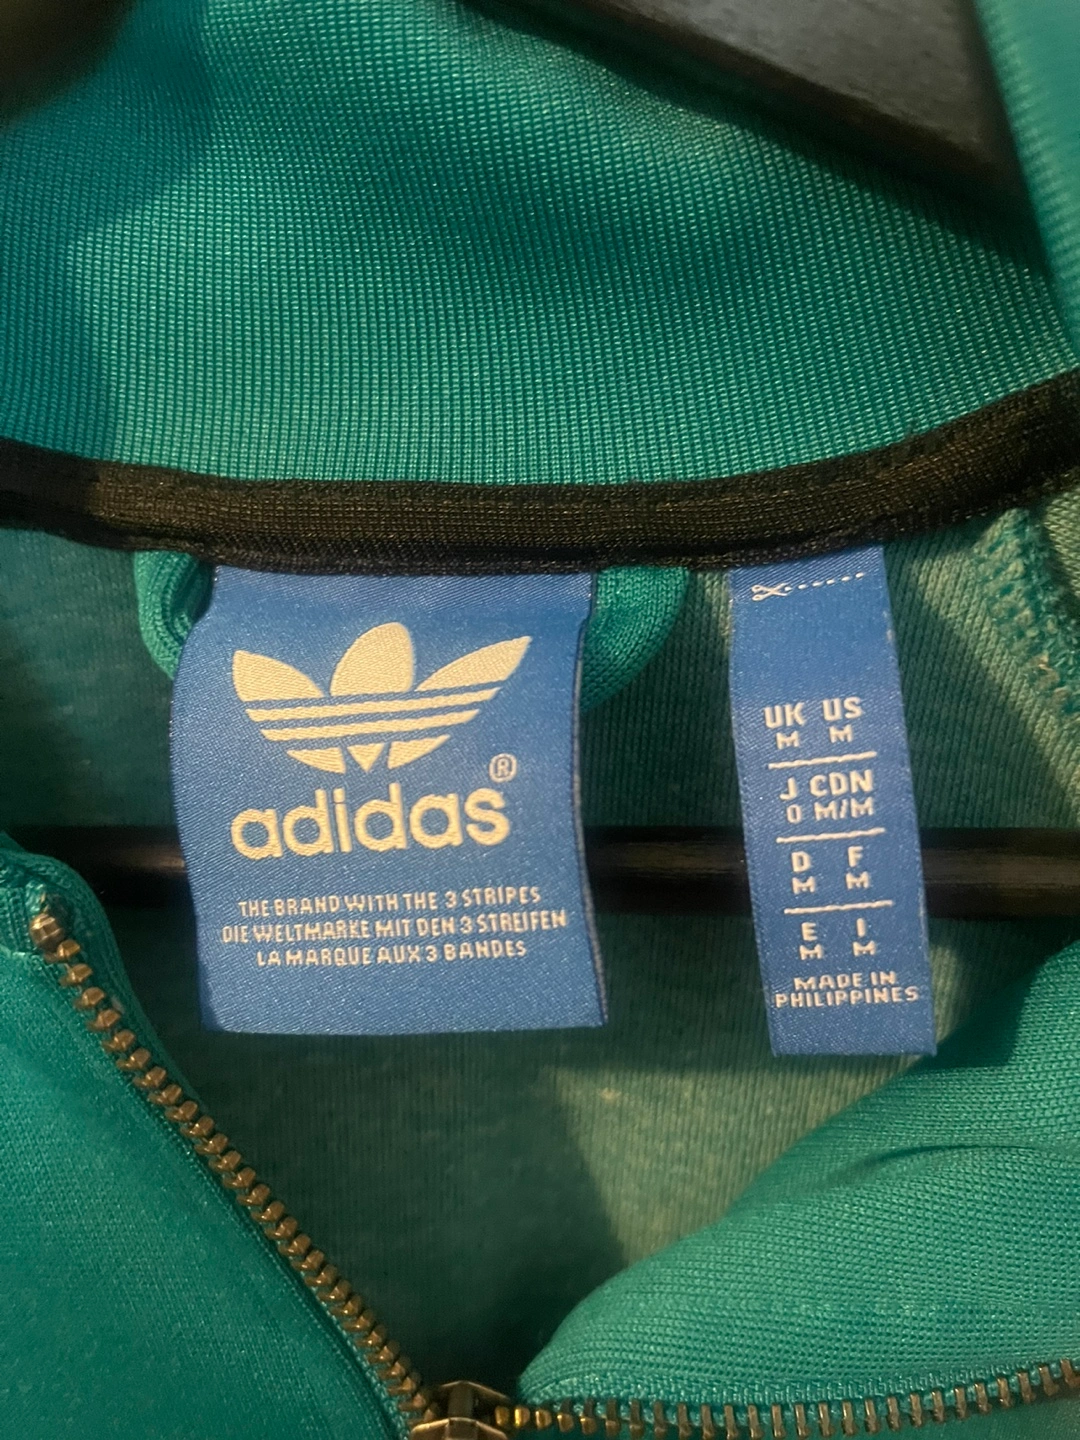 adidas®
THE BRAND WITH THE 3 STRIPES
DIE WELTMARKE MIT DEN 3 STREIFEN
LA MARQUE AUX 3 BANDES
UK US
M M
J CDN
O M/M
D F
M M
E I
M M
MADE IN
PHILIPPINES